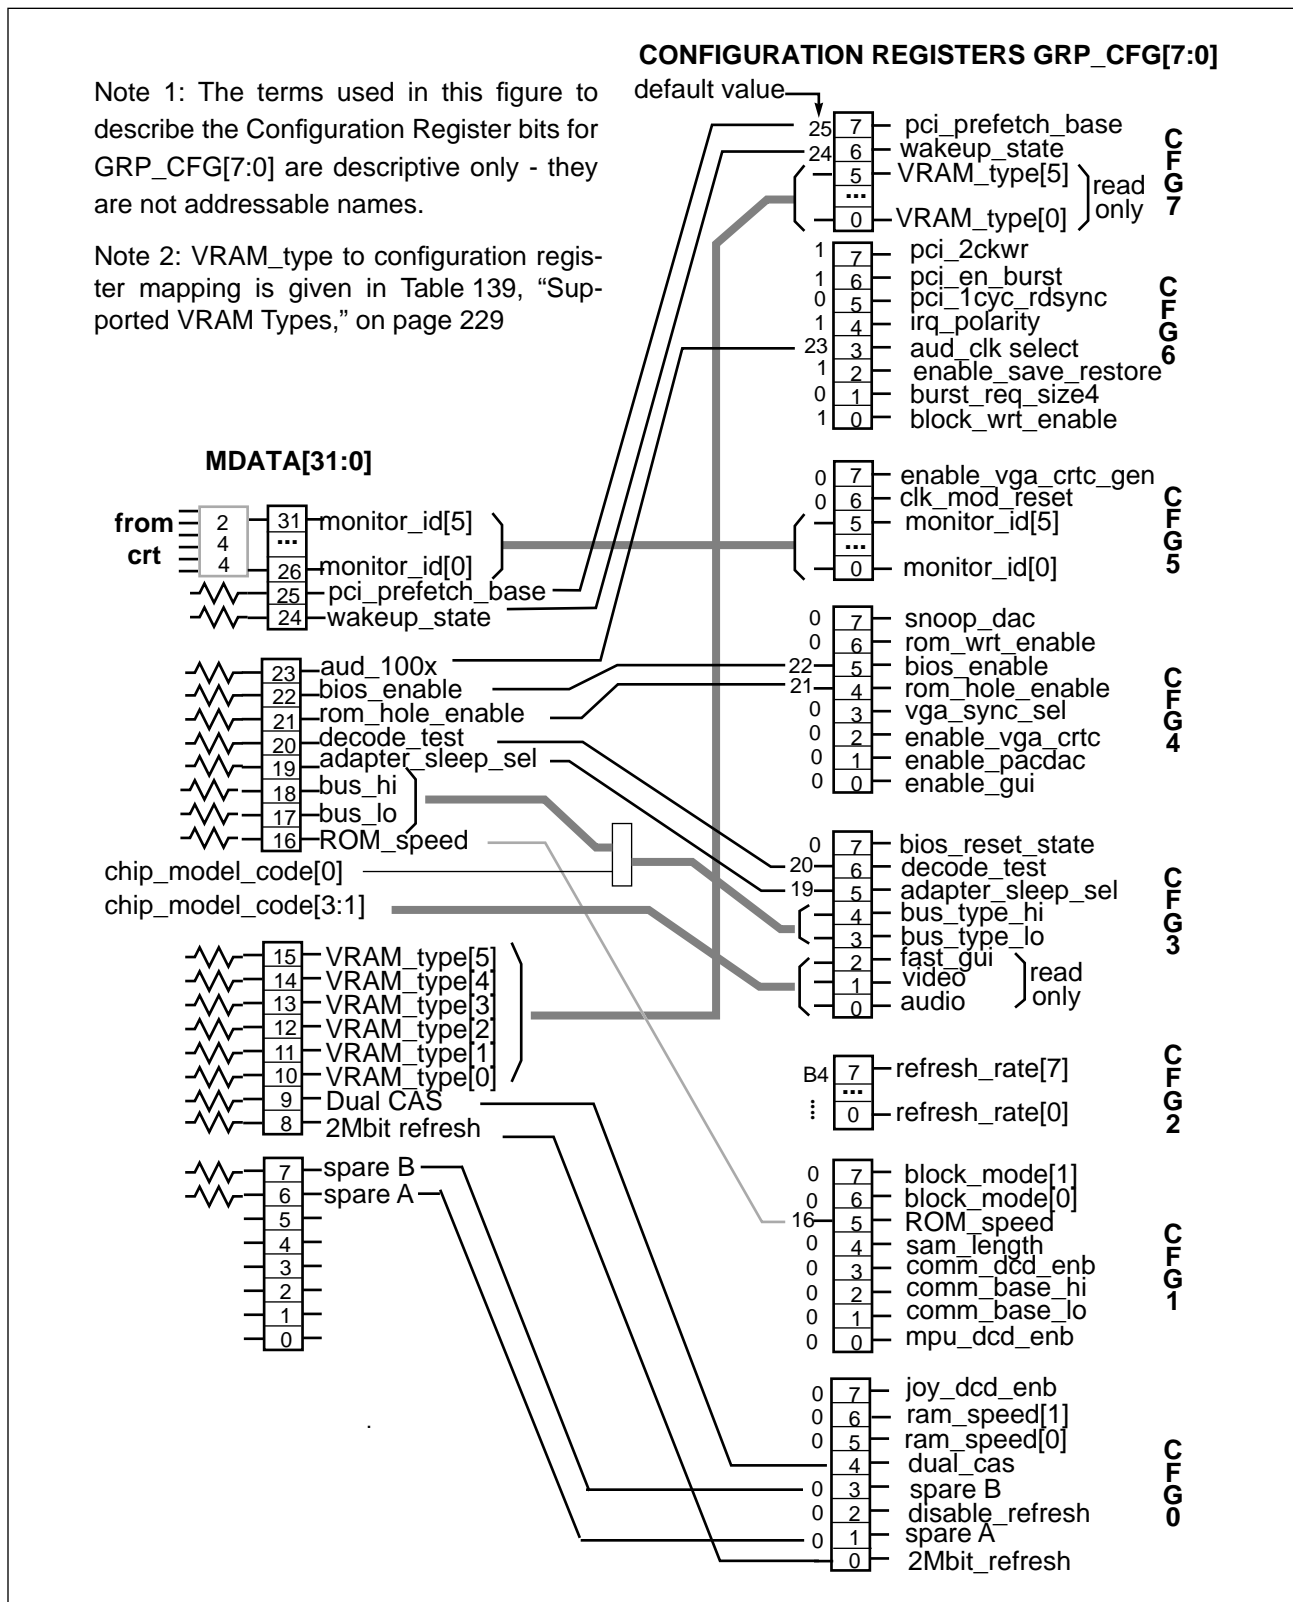 CONFIGURATION REGISTERS GRP_CFG[7:0]
default value
Note 1: The terms used in this figure to
describe the Configuration Register bits for
GRP_CFG[7:0] are descriptive only - they
are not addressable names.
Note 2: VRAM_type to configuration regis-
ter mapping is given in Table 139, “Sup-
ported VRAM Types,” on page 229
MDATA[31:0]
from
crt
2
4
4
31 monitor_id[5]
...
26 monitor_id[0]
25 pci_prefetch_base
24 wakeup_state
23 aud_100x
22 bios_enable
21 rom_hole_enable
20 decode_test
19 adapter_sleep_sel
18 bus_hi
17 bus_lo
16 ROM_speed
chip_model_code[0]
chip_model_code[3:1]
15 VRAM_type[5]
14 VRAM_type[4]
13 VRAM_type[3]
12 VRAM_type[2]
11 VRAM_type[1]
10 VRAM_type[0]
9 Dual CAS
8 2Mbit refresh
7 spare B
6 spare A
5
4
3
2
1
0
25 7 pci_prefetch_base
24 6 wakeup_state
5 VRAM_type[5]
...
0 VRAM_type[0]
read
only
CFG7
1 7 pci_2ckwr
1 6 pci_en_burst
0 5 pci_1cyc_rdsync
1 4 irq_polarity
23 3 aud_clk select
1 2 enable_save_restore
0 1 burst_req_size4
1 0 block_wrt_enable
CFG6
0 7 enable_vga_crtc_gen
0 6 clk_mod_reset
5 monitor_id[5]
...
0 monitor_id[0]
CFG5
0 7 snoop_dac
0 6 rom_wrt_enable
22 5 bios_enable
21 4 rom_hole_enable
0 3 vga_sync_sel
0 2 enable_vga_crtc
0 1 enable_pacdac
0 0 enable_gui
CFG4
0 7 bios_reset_state
20 6 decode_test
19 5 adapter_sleep_sel
4 bus_type_hi
3 bus_type_lo
2 fast_gui
1 video
0 audio
read
only
CFG3
B4 7 refresh_rate[7]
.... ...
0 refresh_rate[0]
CFG2
0 7 block_mode[1]
0 6 block_mode[0]
16 5 ROM_speed
0 4 sam_length
0 3 comm_dcd_enb
0 2 comm_base_hi
0 1 comm_base_lo
0 0 mpu_dcd_enb
CFG1
0 7 joy_dcd_enb
0 6 ram_speed[1]
0 5 ram_speed[0]
4 dual_cas
0 3 spare B
0 2 disable_refresh
0 1 spare A
0 2Mbit_refresh
CFG0